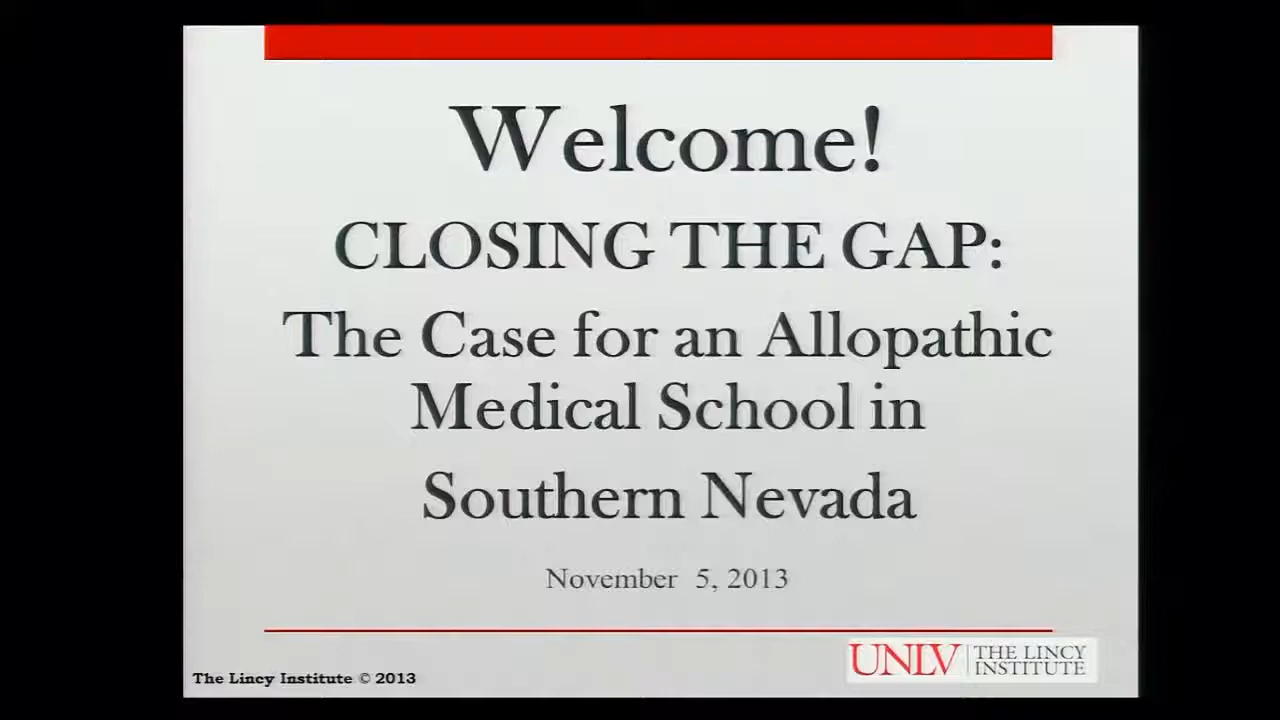 Welcome!
CLOSING THE GAP:
The Case for an Allopathic
Medical School in
Southern Nevada
November 5, 2013
The Lincy Institute © 2013
UNLV THE LINCY
INSTITUTE